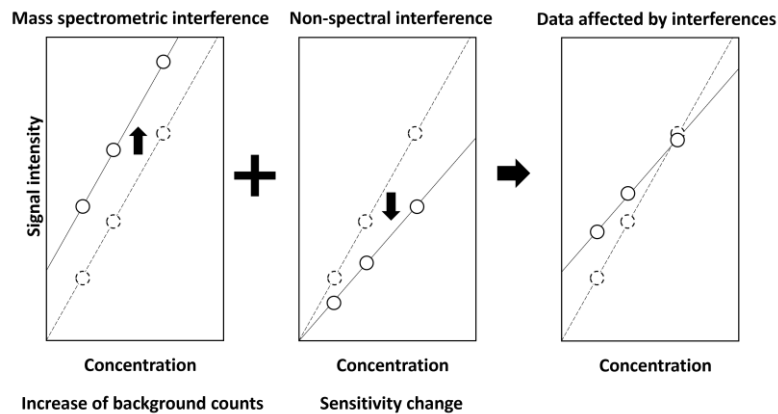 Mass spectrometric interference
Non-spectral interference
Data affected by interferences
Signal intensity
Concentration
Concentration
Concentration
Increase of background counts
Sensitivity change